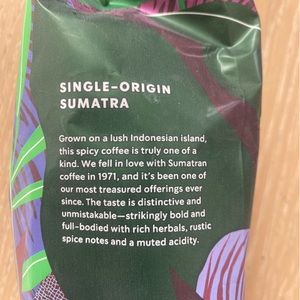 SINGLE-ORIGIN
SUMATRA
Grown on a lush Indonesian island,
this spicy coffee is truly one of a
kind. We fell in love with Sumatran
coffee in 1971, and it's been one of
our most treasured offerings ever
since. The taste is distinctive and
unmistakable—strikingly bold and
full-bodied with rich herbals, rustic
spice notes and a muted acidity.